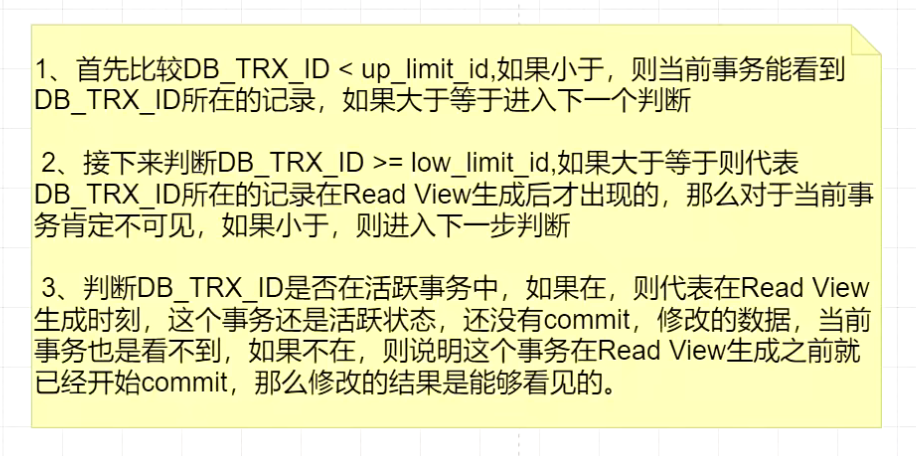 1、首先比较DB_TRX_ID < up_limit_id,如果小于，则当前事务能看到
DB_TRX_ID所在的记录，如果大于等于进入下一个判断
2、接下来判断DB_TRX_ID >= low_limit_id,如果大于等于则代表
DB_TRX_ID所在的记录在Read View生成后才出现的，那么对于当前事
务肯定不可见，如果小于，则进入下一步判断
3、判断DB_TRX_ID是否在活跃事务中，如果在，则代表在Read View
生成时刻，这个事务还是活跃状态，还没有commit，修改的数据，当前
事务也是看不到，如果不在，则说明这个事务在Read View生成之前就
已经开始commit，那么修改的结果是能够看见的。